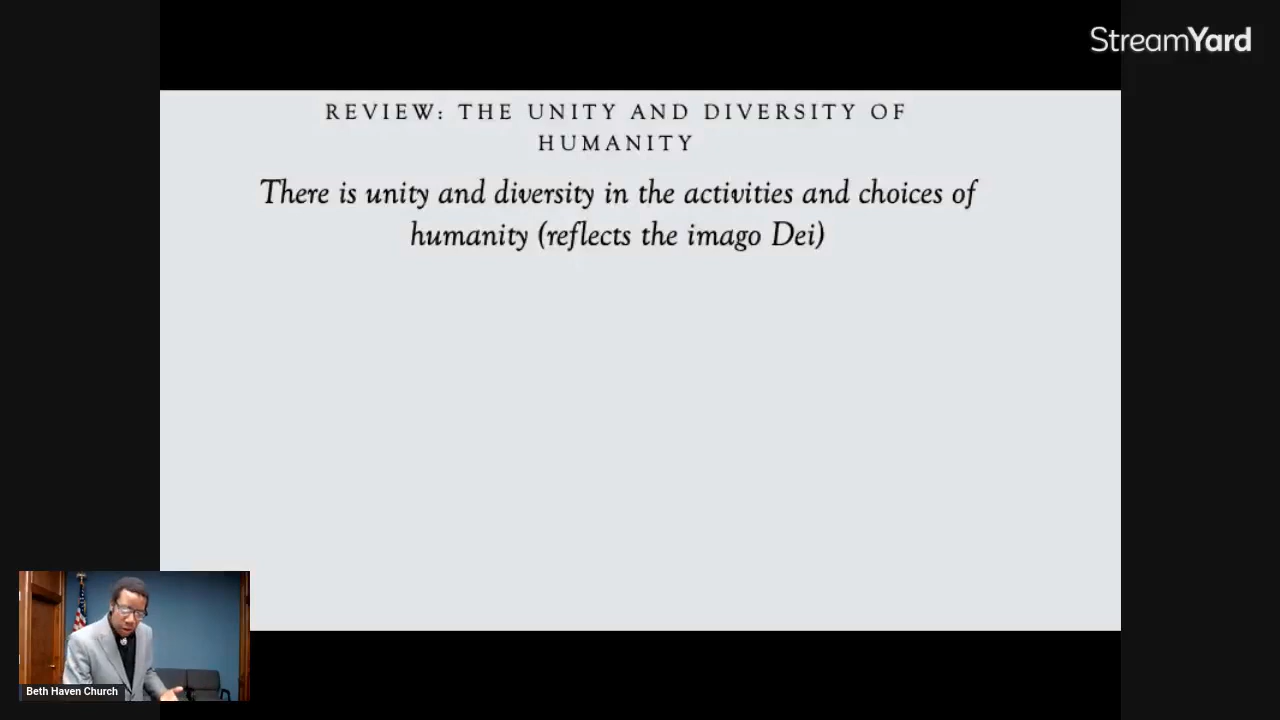 StreamYard
REVIEW: THE UNITY AND DIVERSITY OF
HUMANITY
There is unity and diversity in the activities and choices of
humanity (reflects the imago Dei)
Beth Haven Church